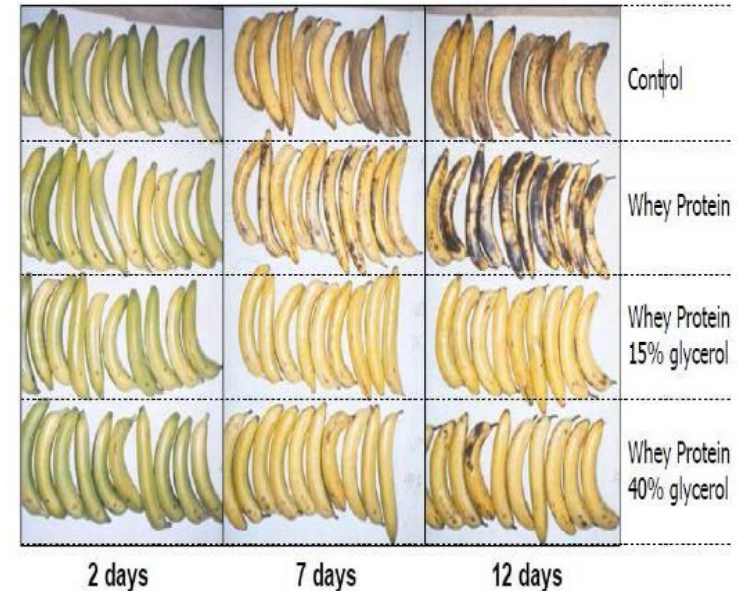 Control
Whey Protein
Whey Protein
15% glycerol
Whey Protein
40% glycerol
2 days
7 days
12 days